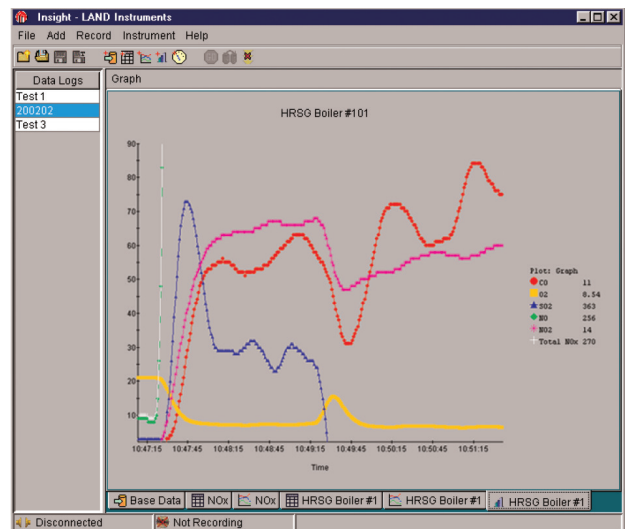 Insight - LAND Instruments
File Add Record Instrument Help
Data Logs
Test 1
200202
Test 3
Graph
HRSG Boiler #101
90
80
70
60
50
40
30
20
10
10:47:15 10:47:45 10:48:15 10:48:45 10:49:15 10:49:45 10:50:15 10:50:45 10:51:15
Time
Plot: Graph
CO 11
O2 8.54
SO2 363
NO 256
NO2 14
Total NOx 270
Base Data NOx NOx HRSG Boiler #1 HRSG Boiler #1 HRSG Boiler #1
Disconnected Not Recording